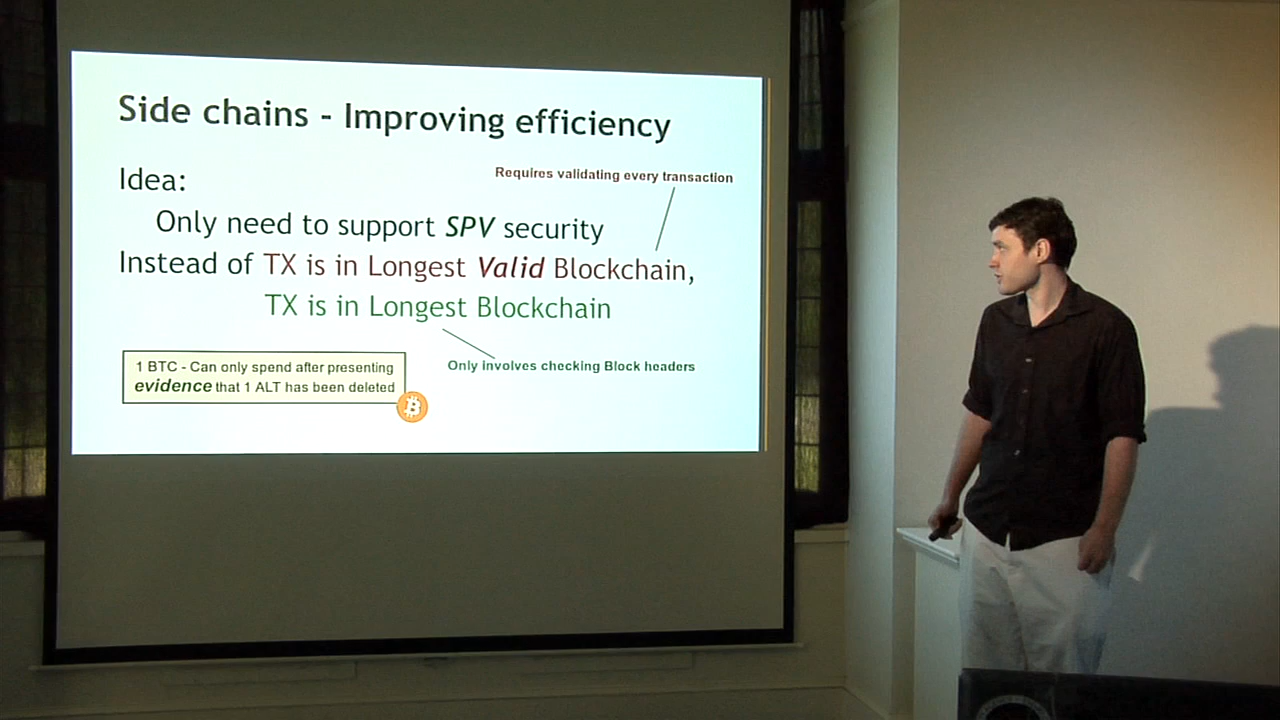 Side chains - Improving efficiency
Requires validating every transaction
Idea:
Only need to support SPV security
Instead of TX is in Longest Valid Blockchain,
TX is in Longest Blockchain
Only involves checking Block headers
1 BTC - Can only spend after presenting
evidence that 1 ALT has been deleted